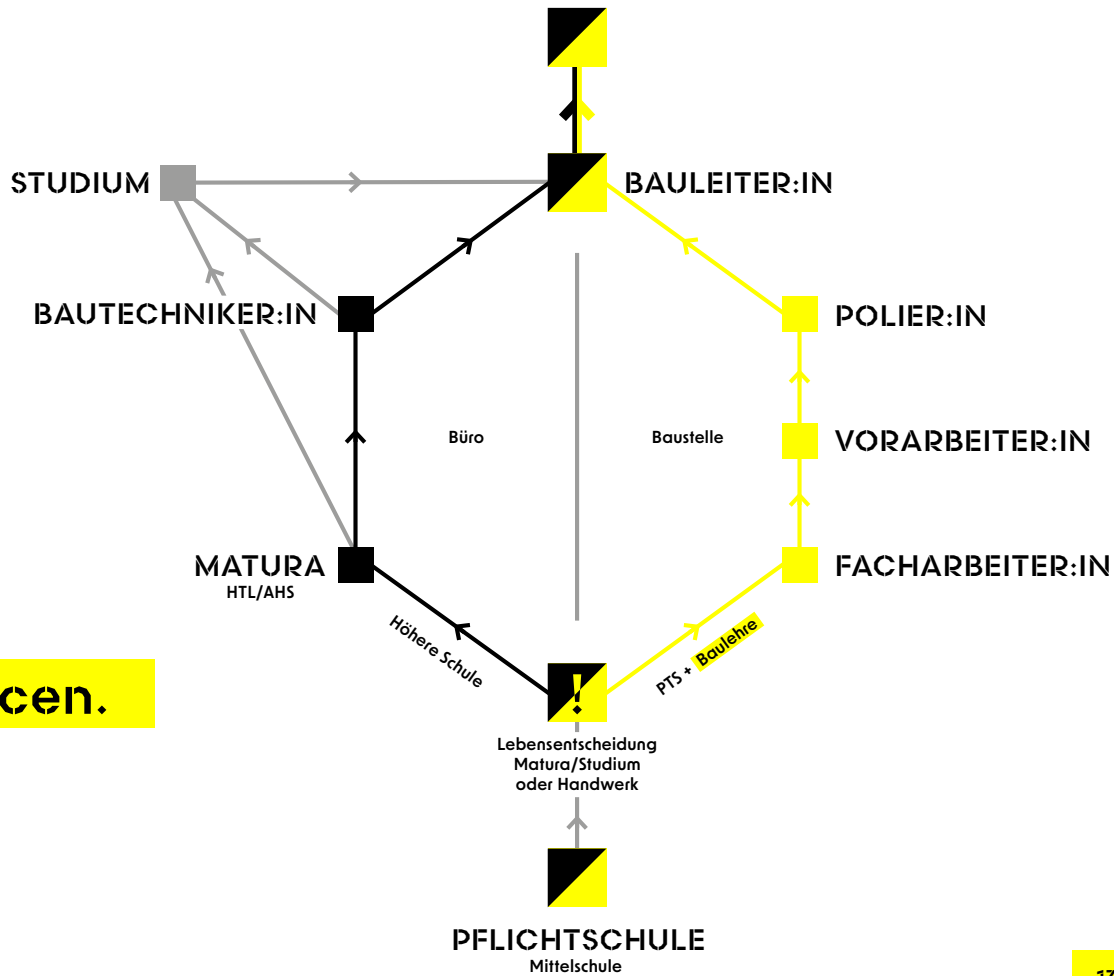 STUDIUM
BAULEITER:IN
BAUTECHNIKER:IN
POLIER:IN
Büro
Baustelle
VORARBEITER:IN
MATURA
HTL/AHS
FACHARBEITER:IN
Höhere Schule
PTS + Baulehre
cen.
!
Lebensentscheidung
Matura/Studium
oder Handwerk
PFLICHTSCHULE
Mittelschule